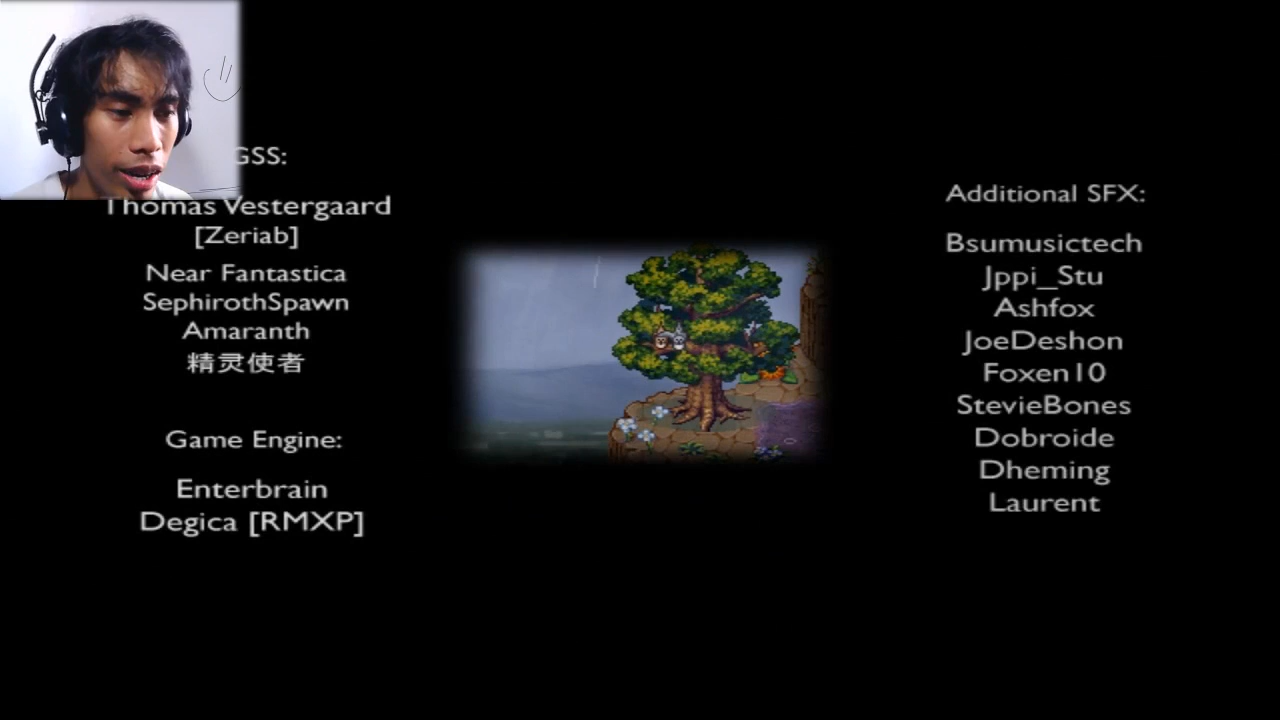 GSS:
Thomas Vestergaard
[Zeriab]
Near Fantastica
SephirothSpawn
Amaranth
精灵使者
Game Engine:
Enterbrain
Degica [RMXP]
Additional SFX:
Bsumusictech
Jppi_Stu
Ashfox
JoeDeshon
Foxen10
StevieBones
Dobroide
Dheming
Laurent